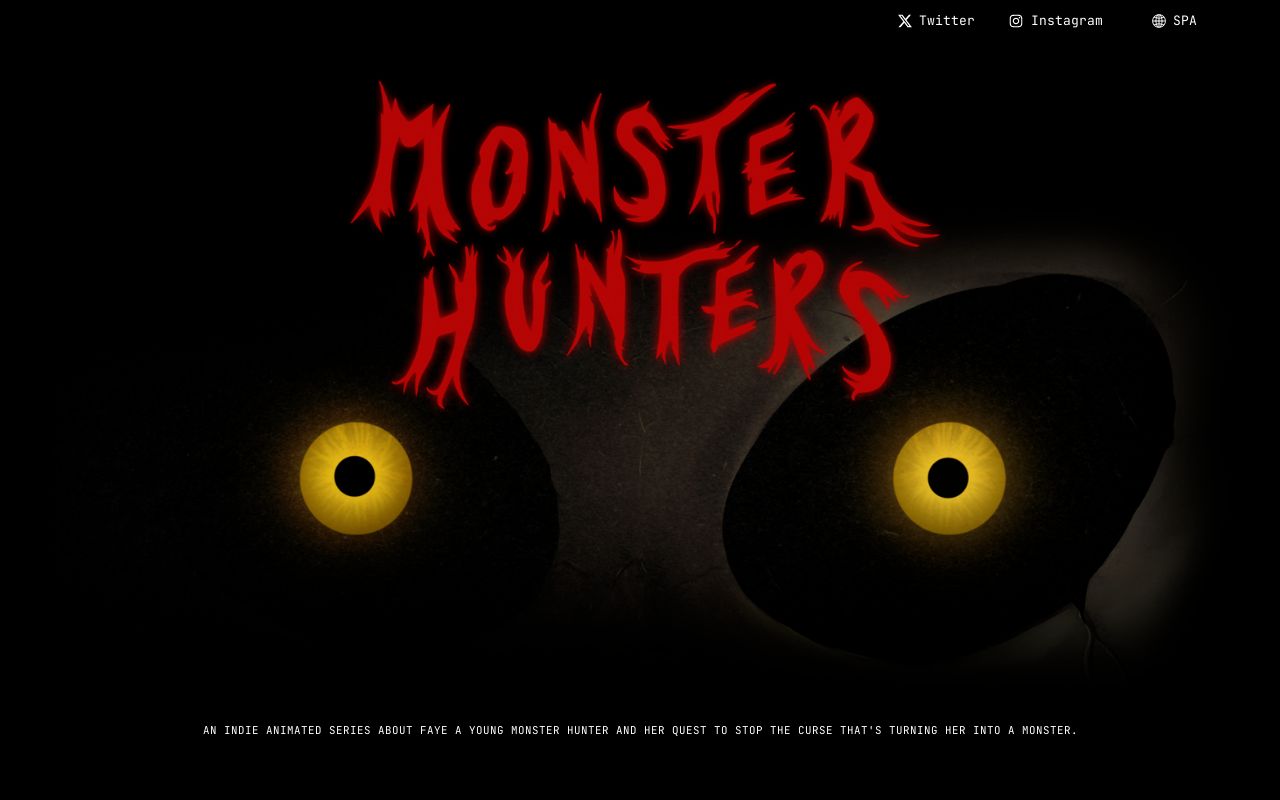 Twitter Instagram SPA
MONSTER
HUNTERS
AN INDIE ANIMATED SERIES ABOUT FAYE A YOUNG MONSTER HUNTER AND HER QUEST TO STOP THE CURSE THAT'S TURNING HER INTO A MONSTER.